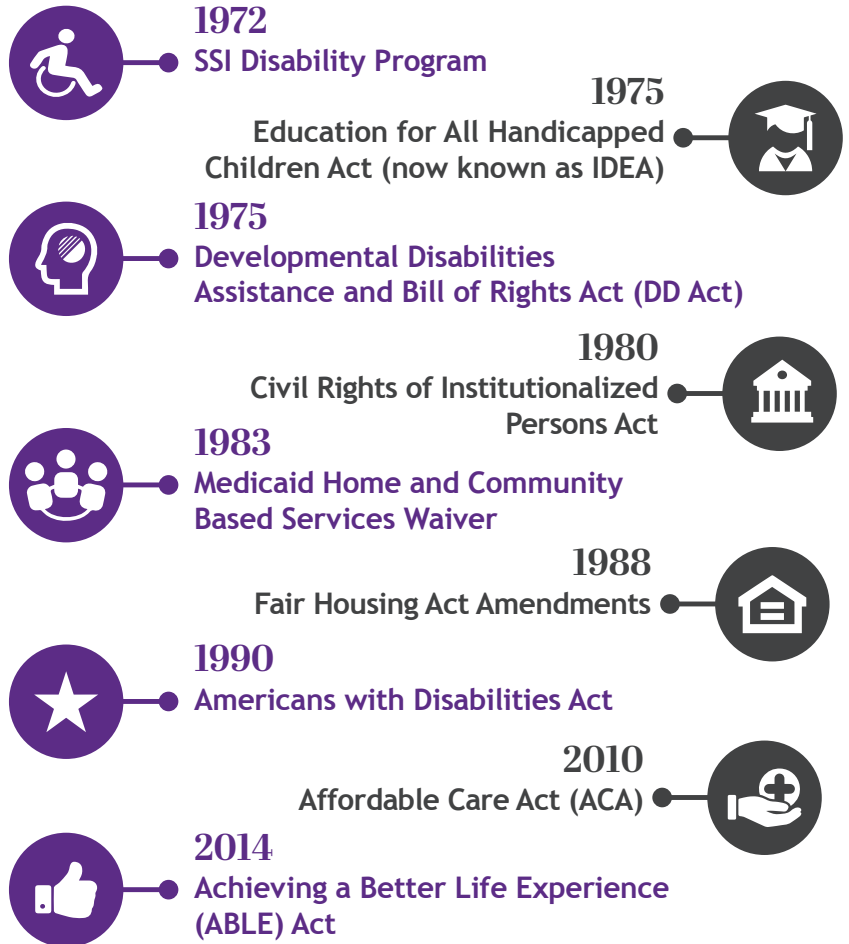 1972
SSI Disability Program
1975
Education for All Handicapped
Children Act (now known as IDEA)
1975
Developmental Disabilities
Assistance and Bill of Rights Act (DD Act)
1980
Civil Rights of Institutionalized
Persons Act
1983
Medicaid Home and Community
Based Services Waiver
1988
Fair Housing Act Amendments
1990
Americans with Disabilities Act
2010
Affordable Care Act (ACA)
2014
Achieving a Better Life Experience
(ABLE) Act